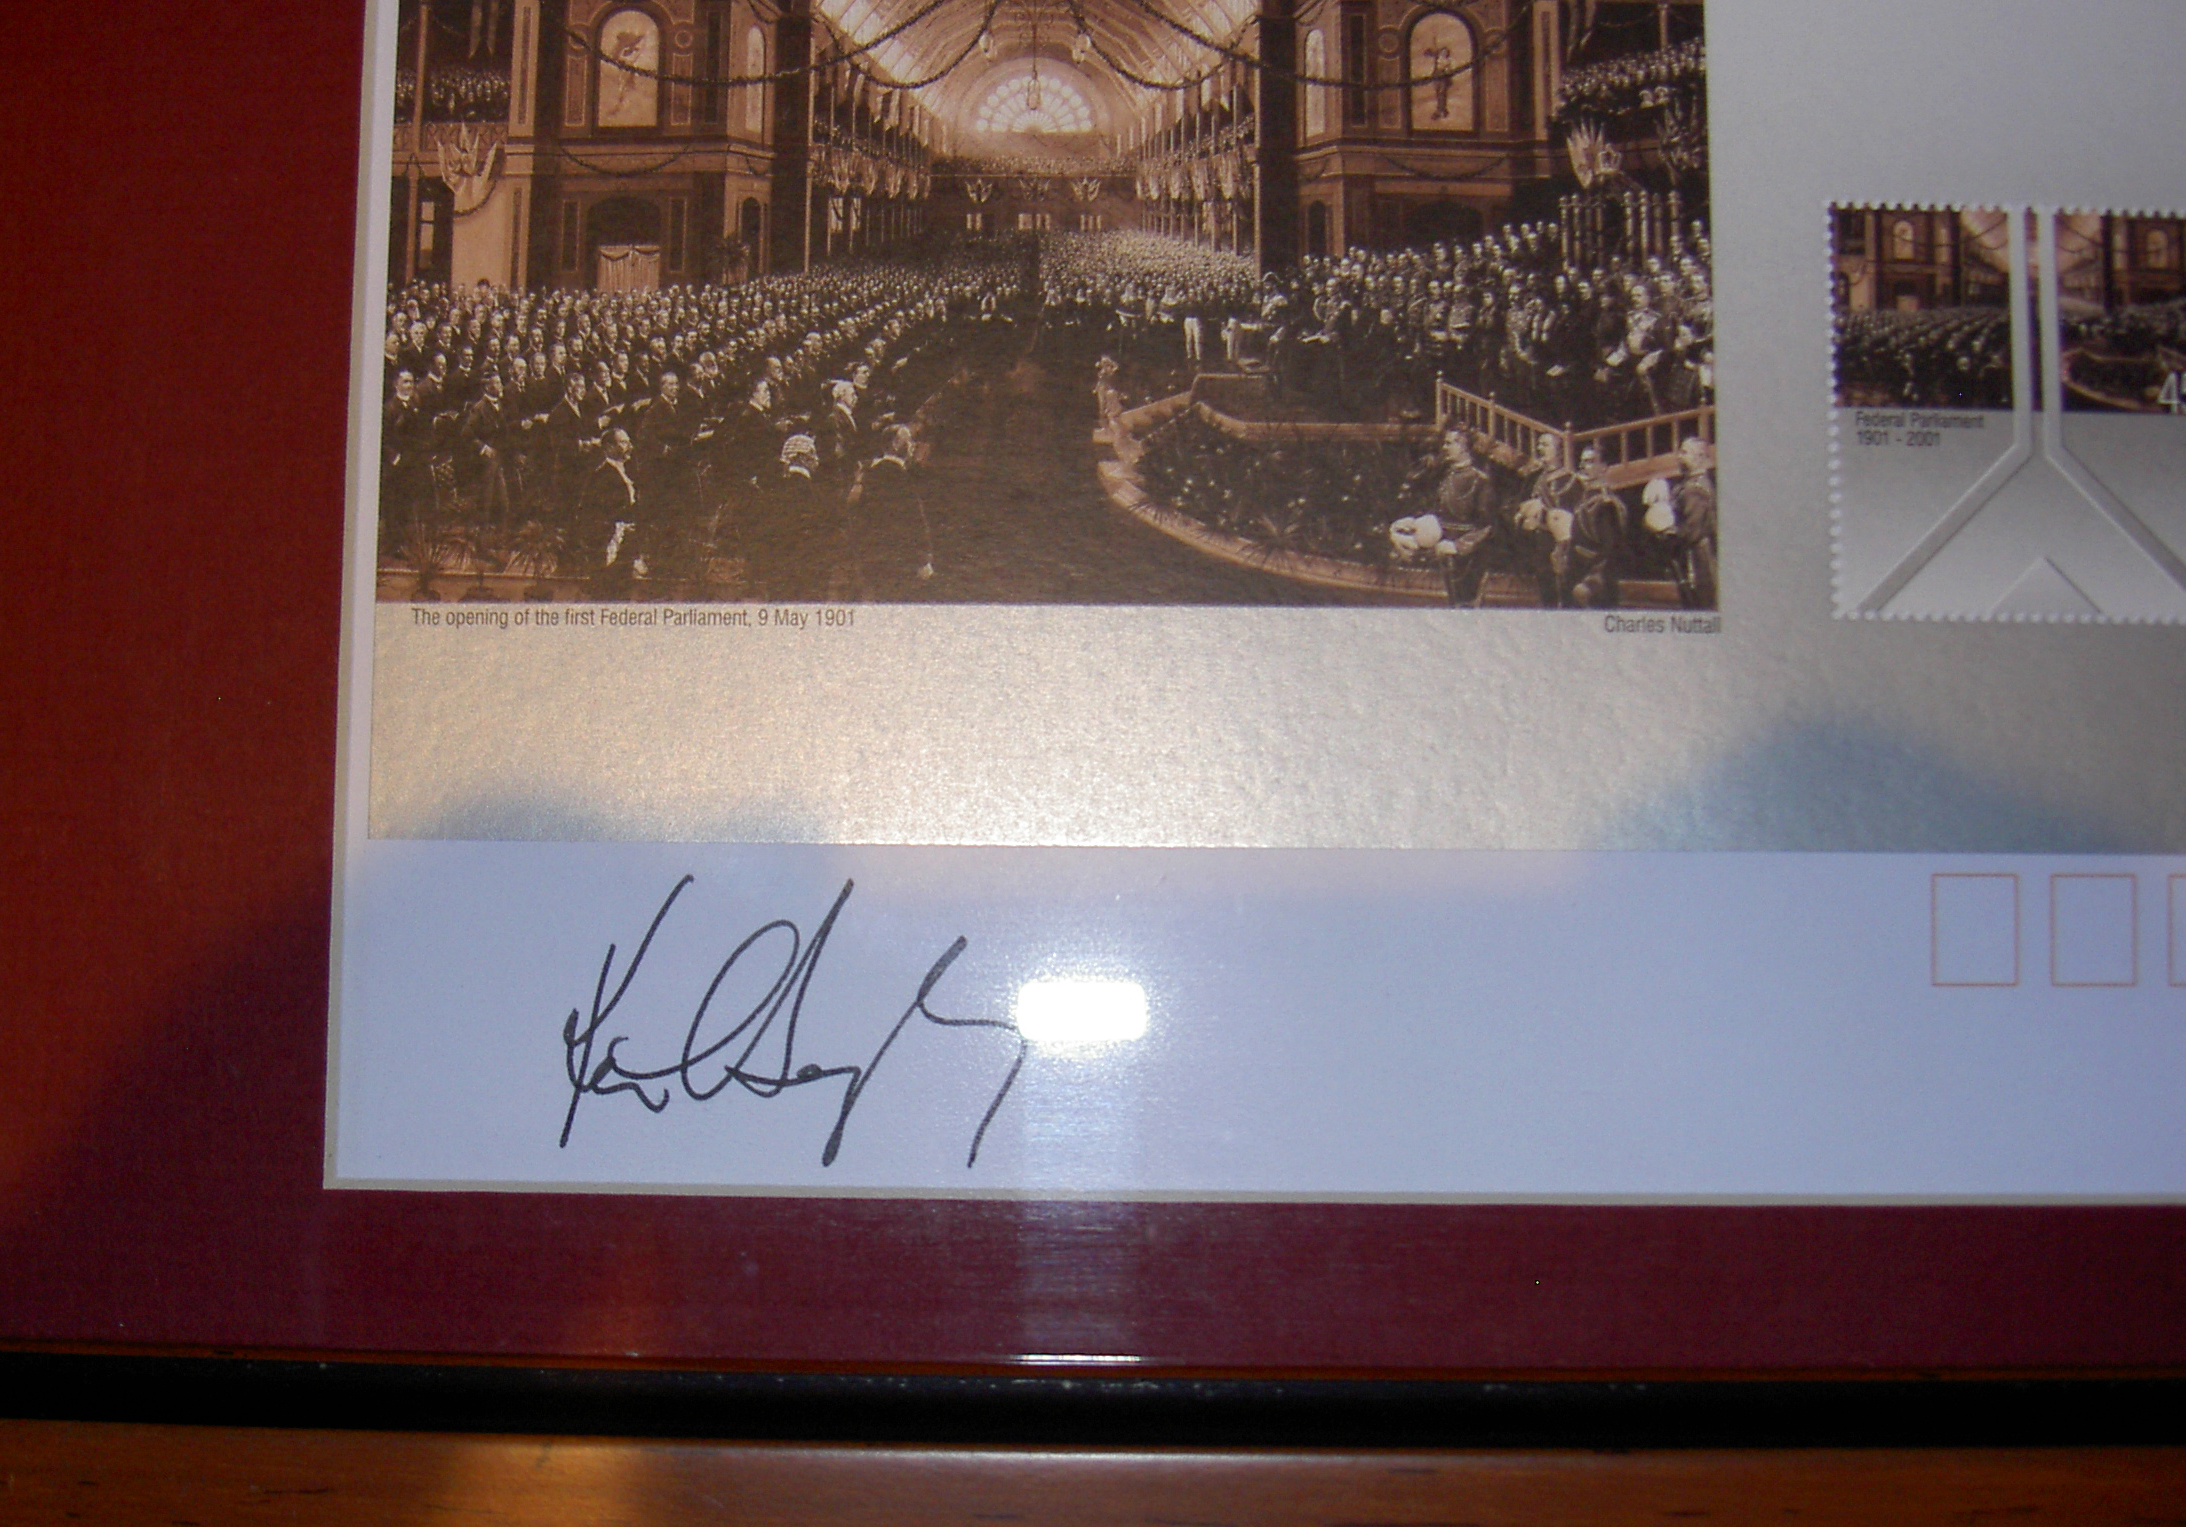 Federal Parliament
1901 - 2001
The opening of the first Federal Parliament, 9 May 1901
Charles Nuttall